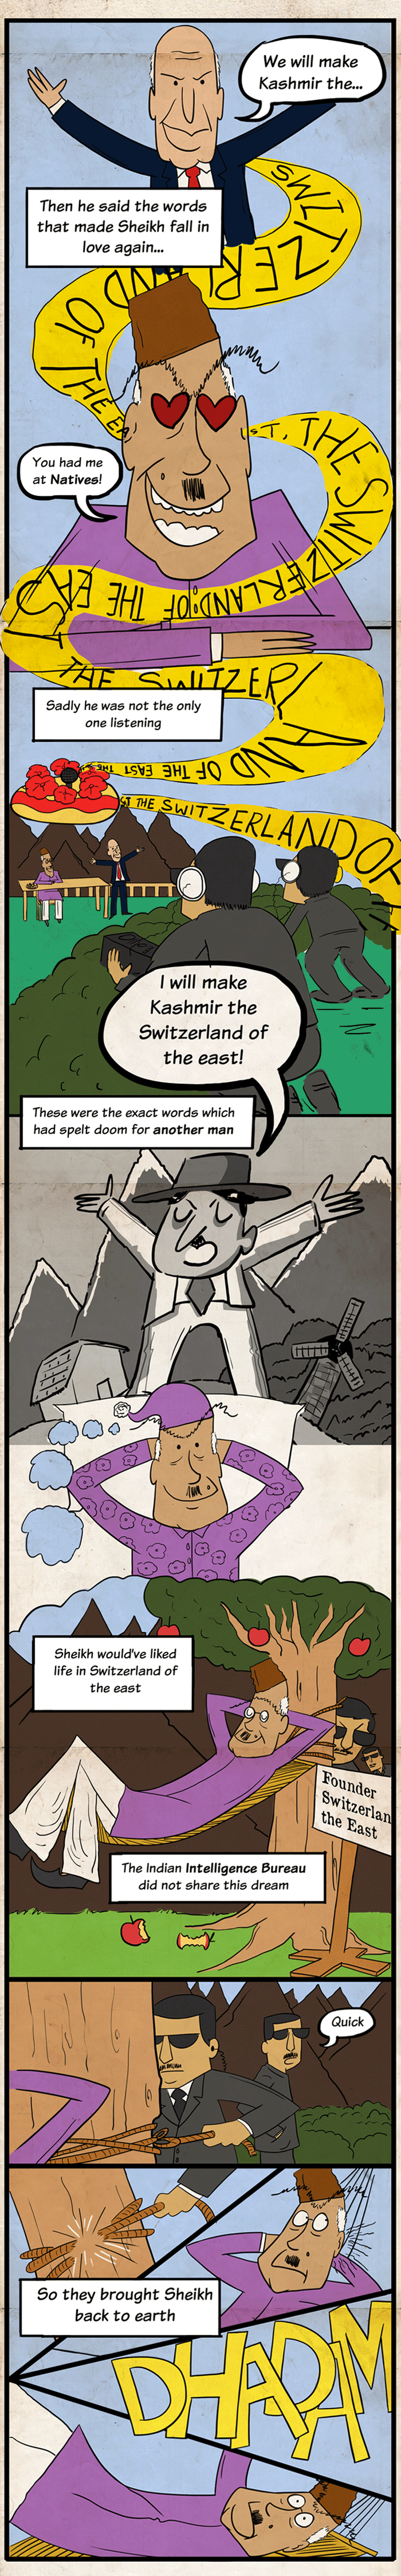 We will make
Kashmir the...
Then he said the words
that made Sheikh fall in
love again...
SWITZERLAND OF THE EAST, THE SWITZERLAND OF THE EAST
You had me
at Natives!
THE SWITZERLAND OF THE EAST THE
Sadly he was not the only
one listening
THE SWITZERLAND OF
I will make
Kashmir the
Switzerland of
the east!
These were the exact words which
had spelt doom for another man
Sheikh would've liked
life in Switzerland of
the east
Founder
Switzerlan
the East
The Indian Intelligence Bureau
did not share this dream
Quick
So they brought Sheikh
back to earth
DHADAM